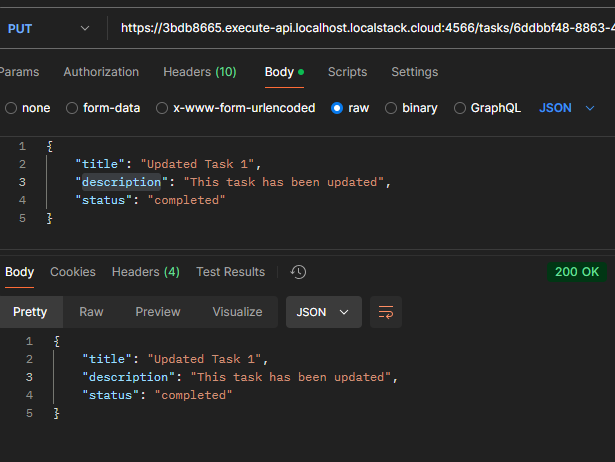 PUT https://3bdb8665.execute-api.localhost.localstack.cloud:4566/tasks/6ddbbf48-8863-4
Params Authorization Headers (10) Body Scripts Settings
none form-data x-www-form-urlencoded raw binary GraphQL JSON
1 {
2 "title": "Updated Task 1",
3 "description": "This task has been updated",
4 "status": "completed"
5 }
Body Cookies Headers (4) Test Results 200 OK
Pretty Raw Preview Visualize JSON
1 {
2 "title": "Updated Task 1",
3 "description": "This task has been updated",
4 "status": "completed"
5 }